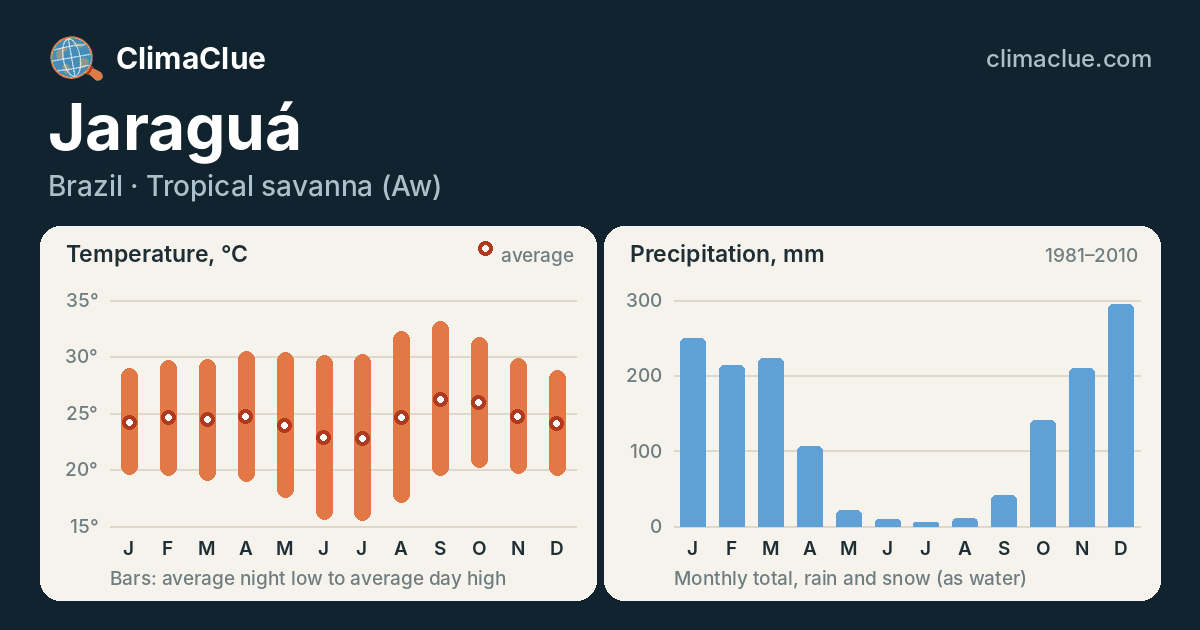 ClimaClue
climaclue.com
Jaraguá
Brazil · Tropical savanna (Aw)
Temperature, °C
average
35°
30°
25°
20°
15°
J F M A M J J A S O N D
Bars: average night low to average day high
Precipitation, mm
1981–2010
300
200
100
0
J F M A M J J A S O N D
Monthly total, rain and snow (as water)